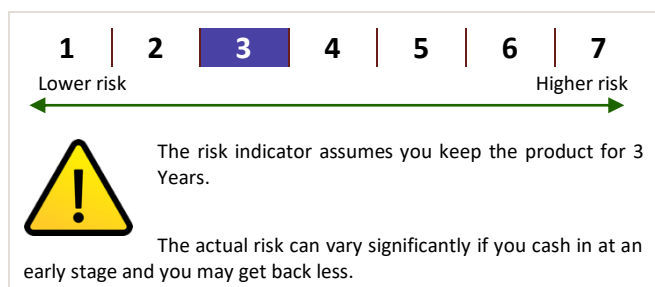 1 2 3 4 5 6 7
Lower risk Higher risk
The risk indicator assumes you keep the product for 3
Years.
The actual risk can vary significantly if you cash in at an
early stage and you may get back less.